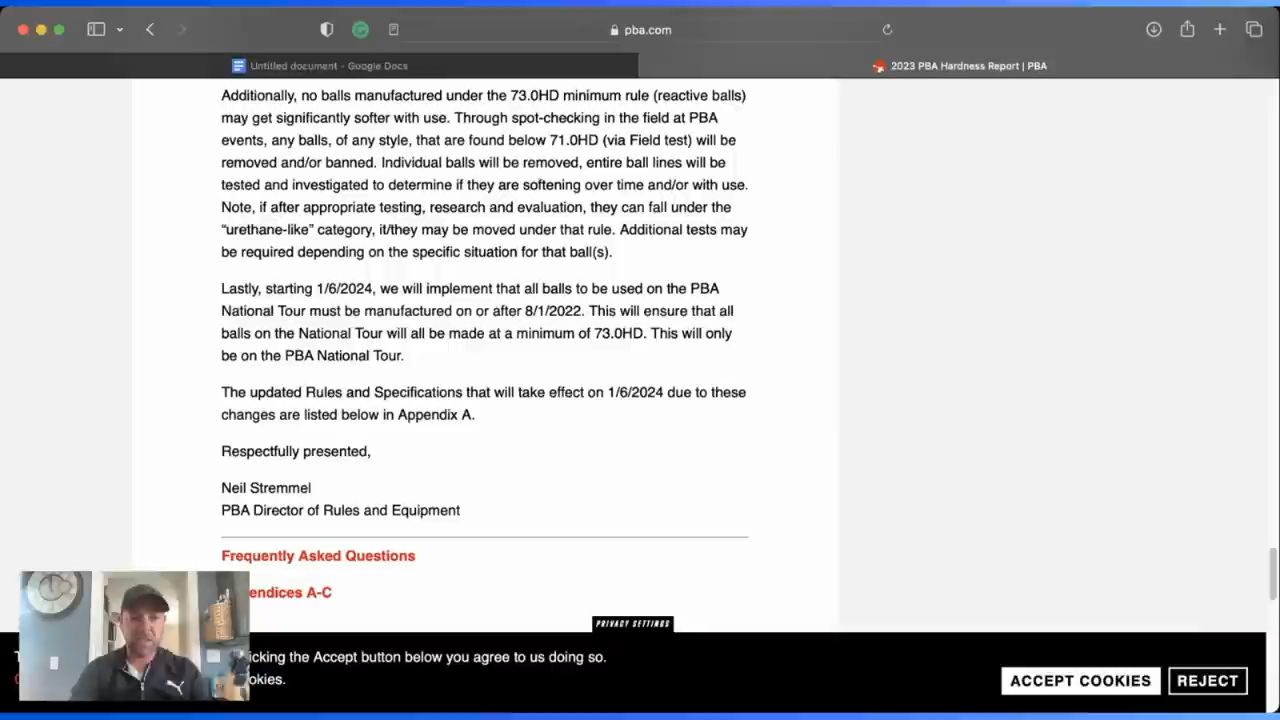 pba.com
Untitled document - Google Docs
2023 PBA Hardness Report | PBA
Additionally, no balls manufactured under the 73.0HD minimum rule (reactive balls)
may get significantly softer with use. Through spot-checking in the field at PBA
events, any balls, of any style, that are found below 71.0HD (via Field test) will be
removed and/or banned. Individual balls will be removed, entire ball lines will be
tested and investigated to determine if they are softening over time and/or with use.
Note, if after appropriate testing, research and evaluation, they can fall under the
“urethane-like” category, it/they may be moved under that rule. Additional tests may
be required depending on the specific situation for that ball(s).
Lastly, starting 1/6/2024, we will implement that all balls to be used on the PBA
National Tour must be manufactured on or after 8/1/2022. This will ensure that all
balls on the National Tour will all be made at a minimum of 73.0HD. This will only
be on the PBA National Tour.
The updated Rules and Specifications that will take effect on 1/6/2024 due to these
changes are listed below in Appendix A.
Respectfully presented,
Neil Stremmel
PBA Director of Rules and Equipment
Frequently Asked Questions
endices A-C
PRIVACY SETTINGS
icking the Accept button below you agree to us doing so.
okies.
ACCEPT COOKIES
REJECT